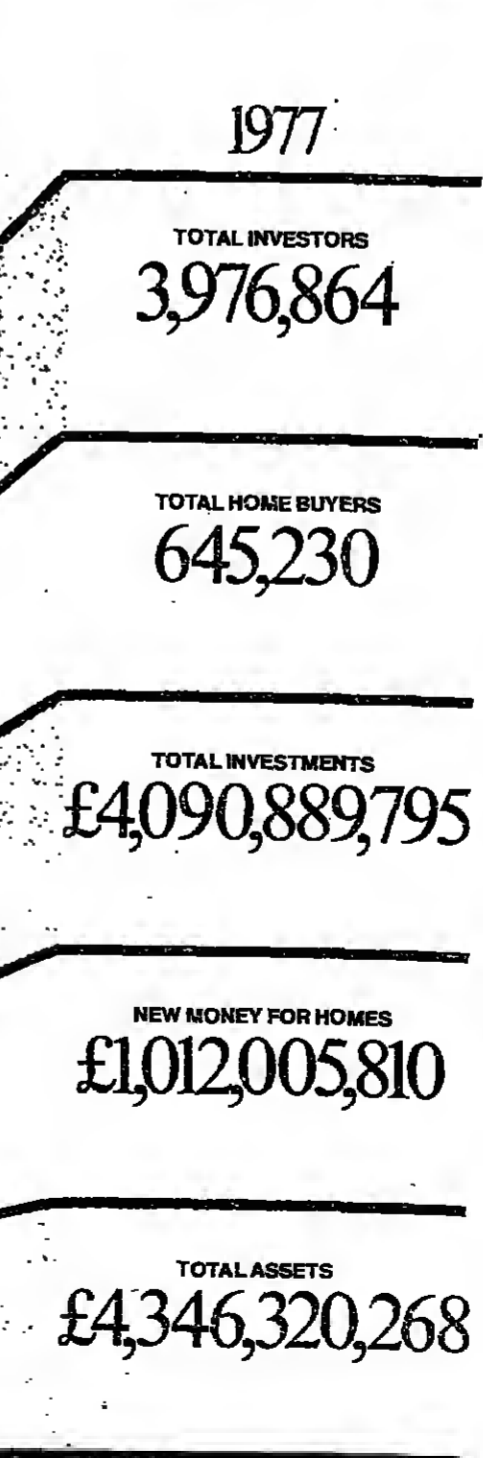 1977
TOTAL INVESTORS
3,976,864
TOTAL HOME BUYERS
645,230
TOTAL INVESTMENTS
£4,090,889,795
NEW MONEY FOR HOMES
£1,012,005,810
TOTAL ASSETS
£4,346,320,268